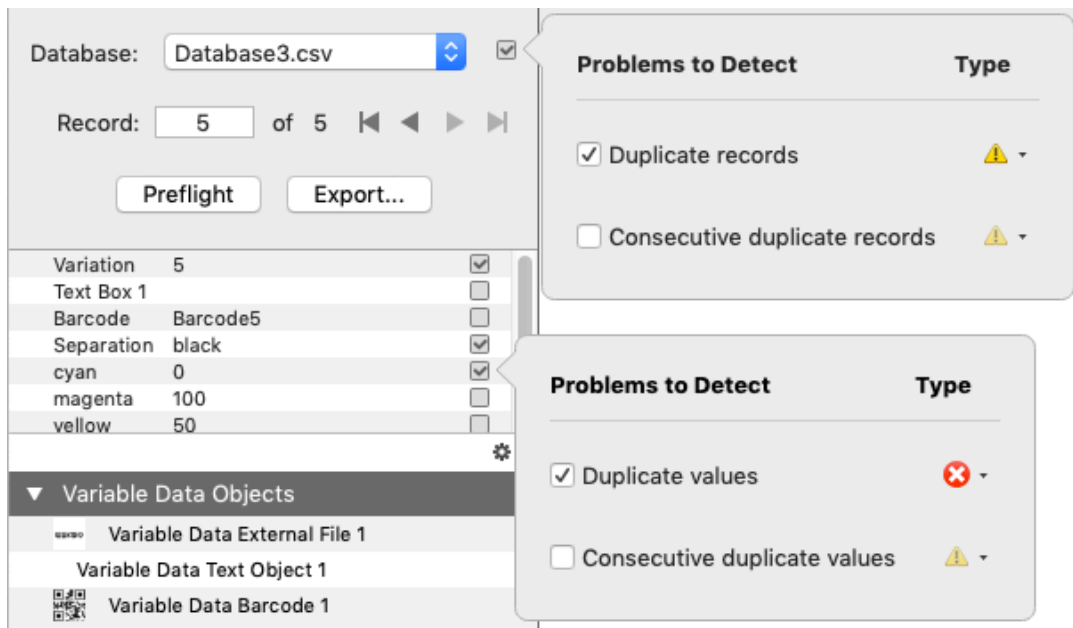 Database: Database3.csv
Record: 5 of 5
Preflight Export...
Variation 5
Text Box 1
Barcode Barcode5
Separation black
cyan 0
magenta 100
yellow 50
Variable Data Objects
Variable Data External File 1
Variable Data Text Object 1
Variable Data Barcode 1
Problems to Detect Type
Duplicate records
Consecutive duplicate records
Problems to Detect Type
Duplicate values
Consecutive duplicate values